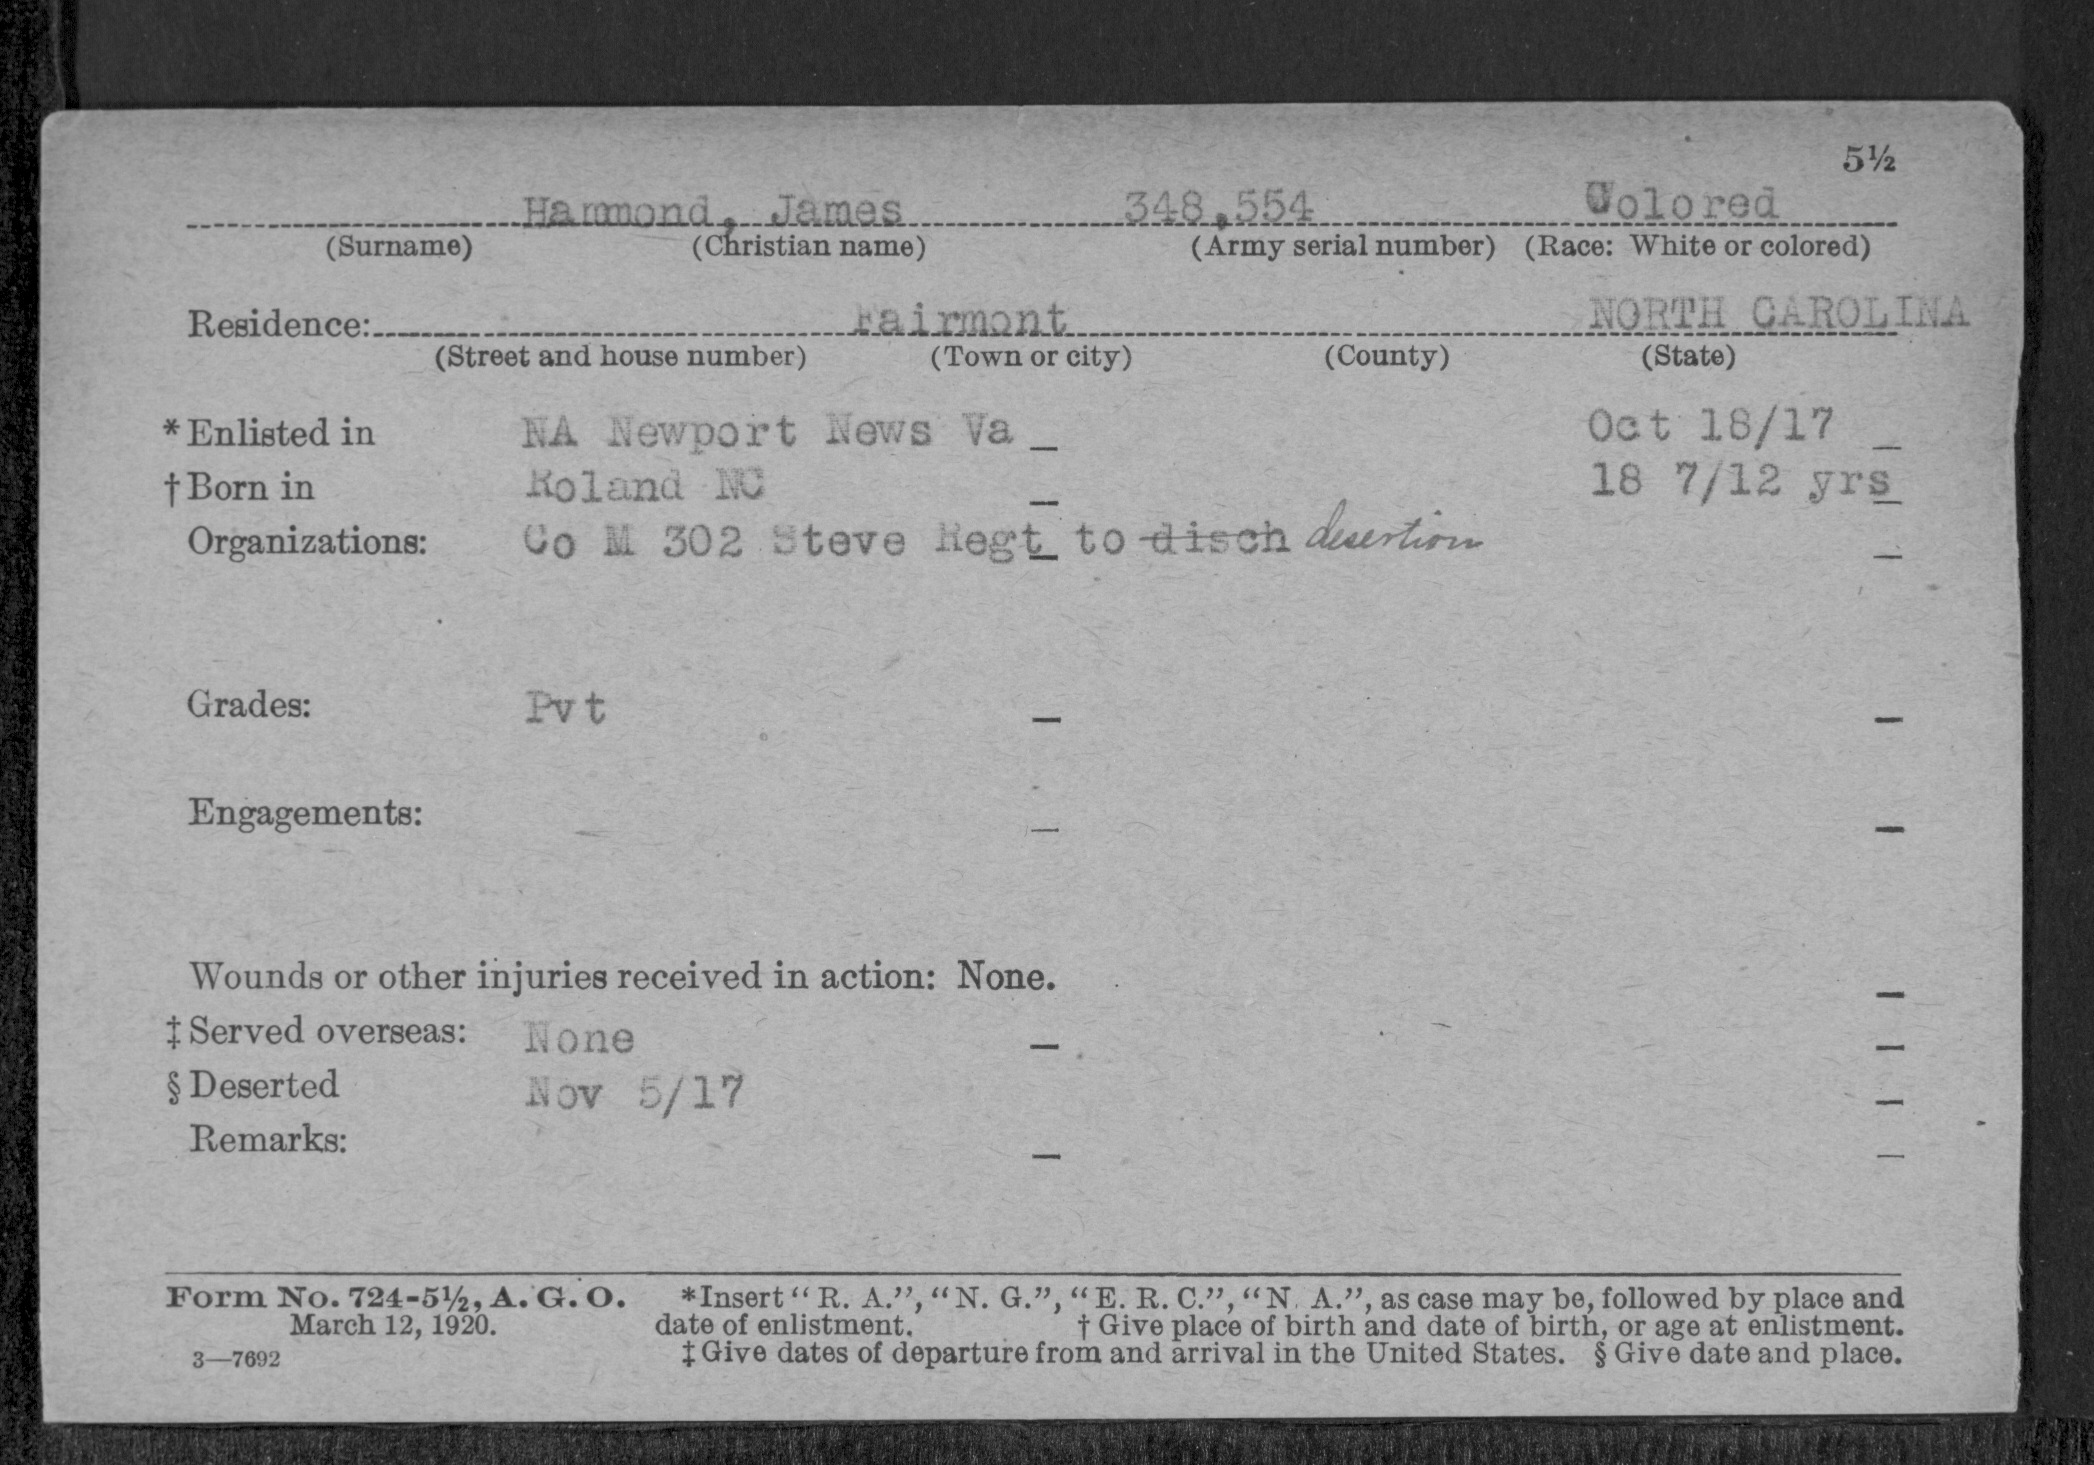 5½
Hammond, James 348,554 Colored
(Surname) (Christian name) (Army serial number) (Race: White or colored)
Residence: Fairmont NORTH CAROLINA
(Street and house number) (Town or city) (County) (State)
*Enlisted in NA Newport News Va Oct 18/17
†Born in Roland NC 18 7/12 yrs
Organizations: Co M 302 Steve Regt to disch desertion
Grades: Pvt
Engagements:
Wounds or other injuries received in action: None.
‡Served overseas: None
§Deserted Nov 5/17
Remarks:
Form No. 724-5½, A. G. O. *Insert "R. A.", "N. G.", "E. R. C.", "N. A.", as case may be, followed by place and
March 12, 1920. date of enlistment. †Give place of birth and date of birth, or age at enlistment.
3—7692 ‡Give dates of departure from and arrival in the United States. §Give date and place.